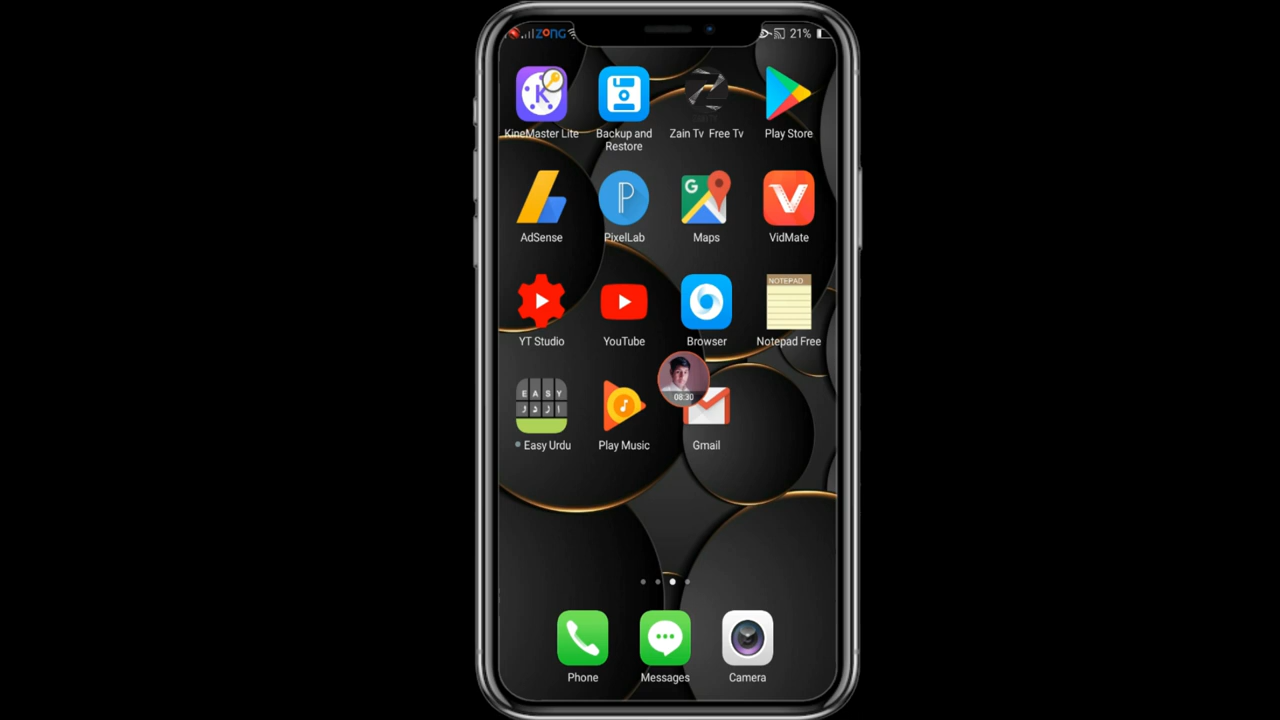 ZONG 21%
KineMaster Lite Backup and Restore Zain Tv Free Tv Play Store
AdSense PixelLab Maps VidMate
NOTEPAD
YT Studio YouTube Browser Notepad Free
EASY
08:30
Easy Urdu Play Music Gmail
Phone Messages Camera